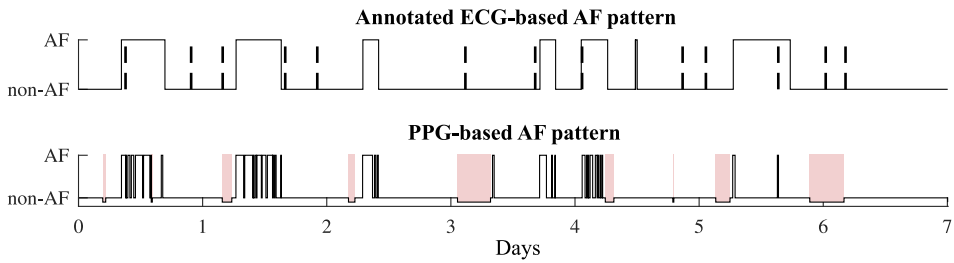 Annotated ECG-based AF pattern
AF
non-AF
PPG-based AF pattern
AF
non-AF
0 1 2 3 4 5 6 7
Days